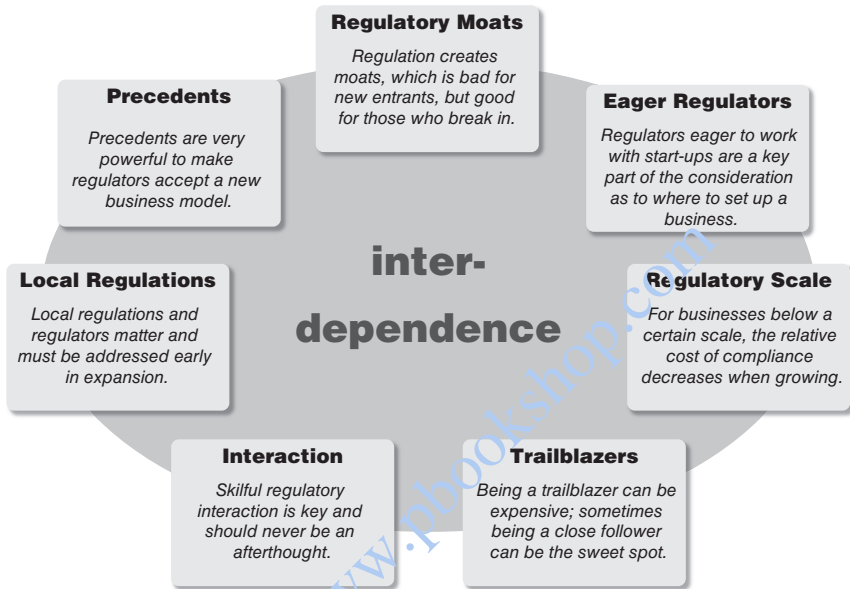 Regulatory Moats
Regulation creates
moats, which is bad for
new entrants, but good
for those who break in.
Precedents
Precedents are very
powerful to make
regulators accept a new
business model.
Eager Regulators
Regulators eager to work
with start-ups are a key
part of the consideration
as to where to set up a
business.
inter-
dependence
Local Regulations
Local regulations and
regulators matter and
must be addressed early
in expansion.
Regulatory Scale
For businesses below a
certain scale, the relative
cost of compliance
decreases when growing.
Interaction
Skilful regulatory
interaction is key and
should never be an
afterthought.
Trailblazers
Being a trailblazer can be
expensive; sometimes
being a close follower
can be the sweet spot.
www.pbookshop.com